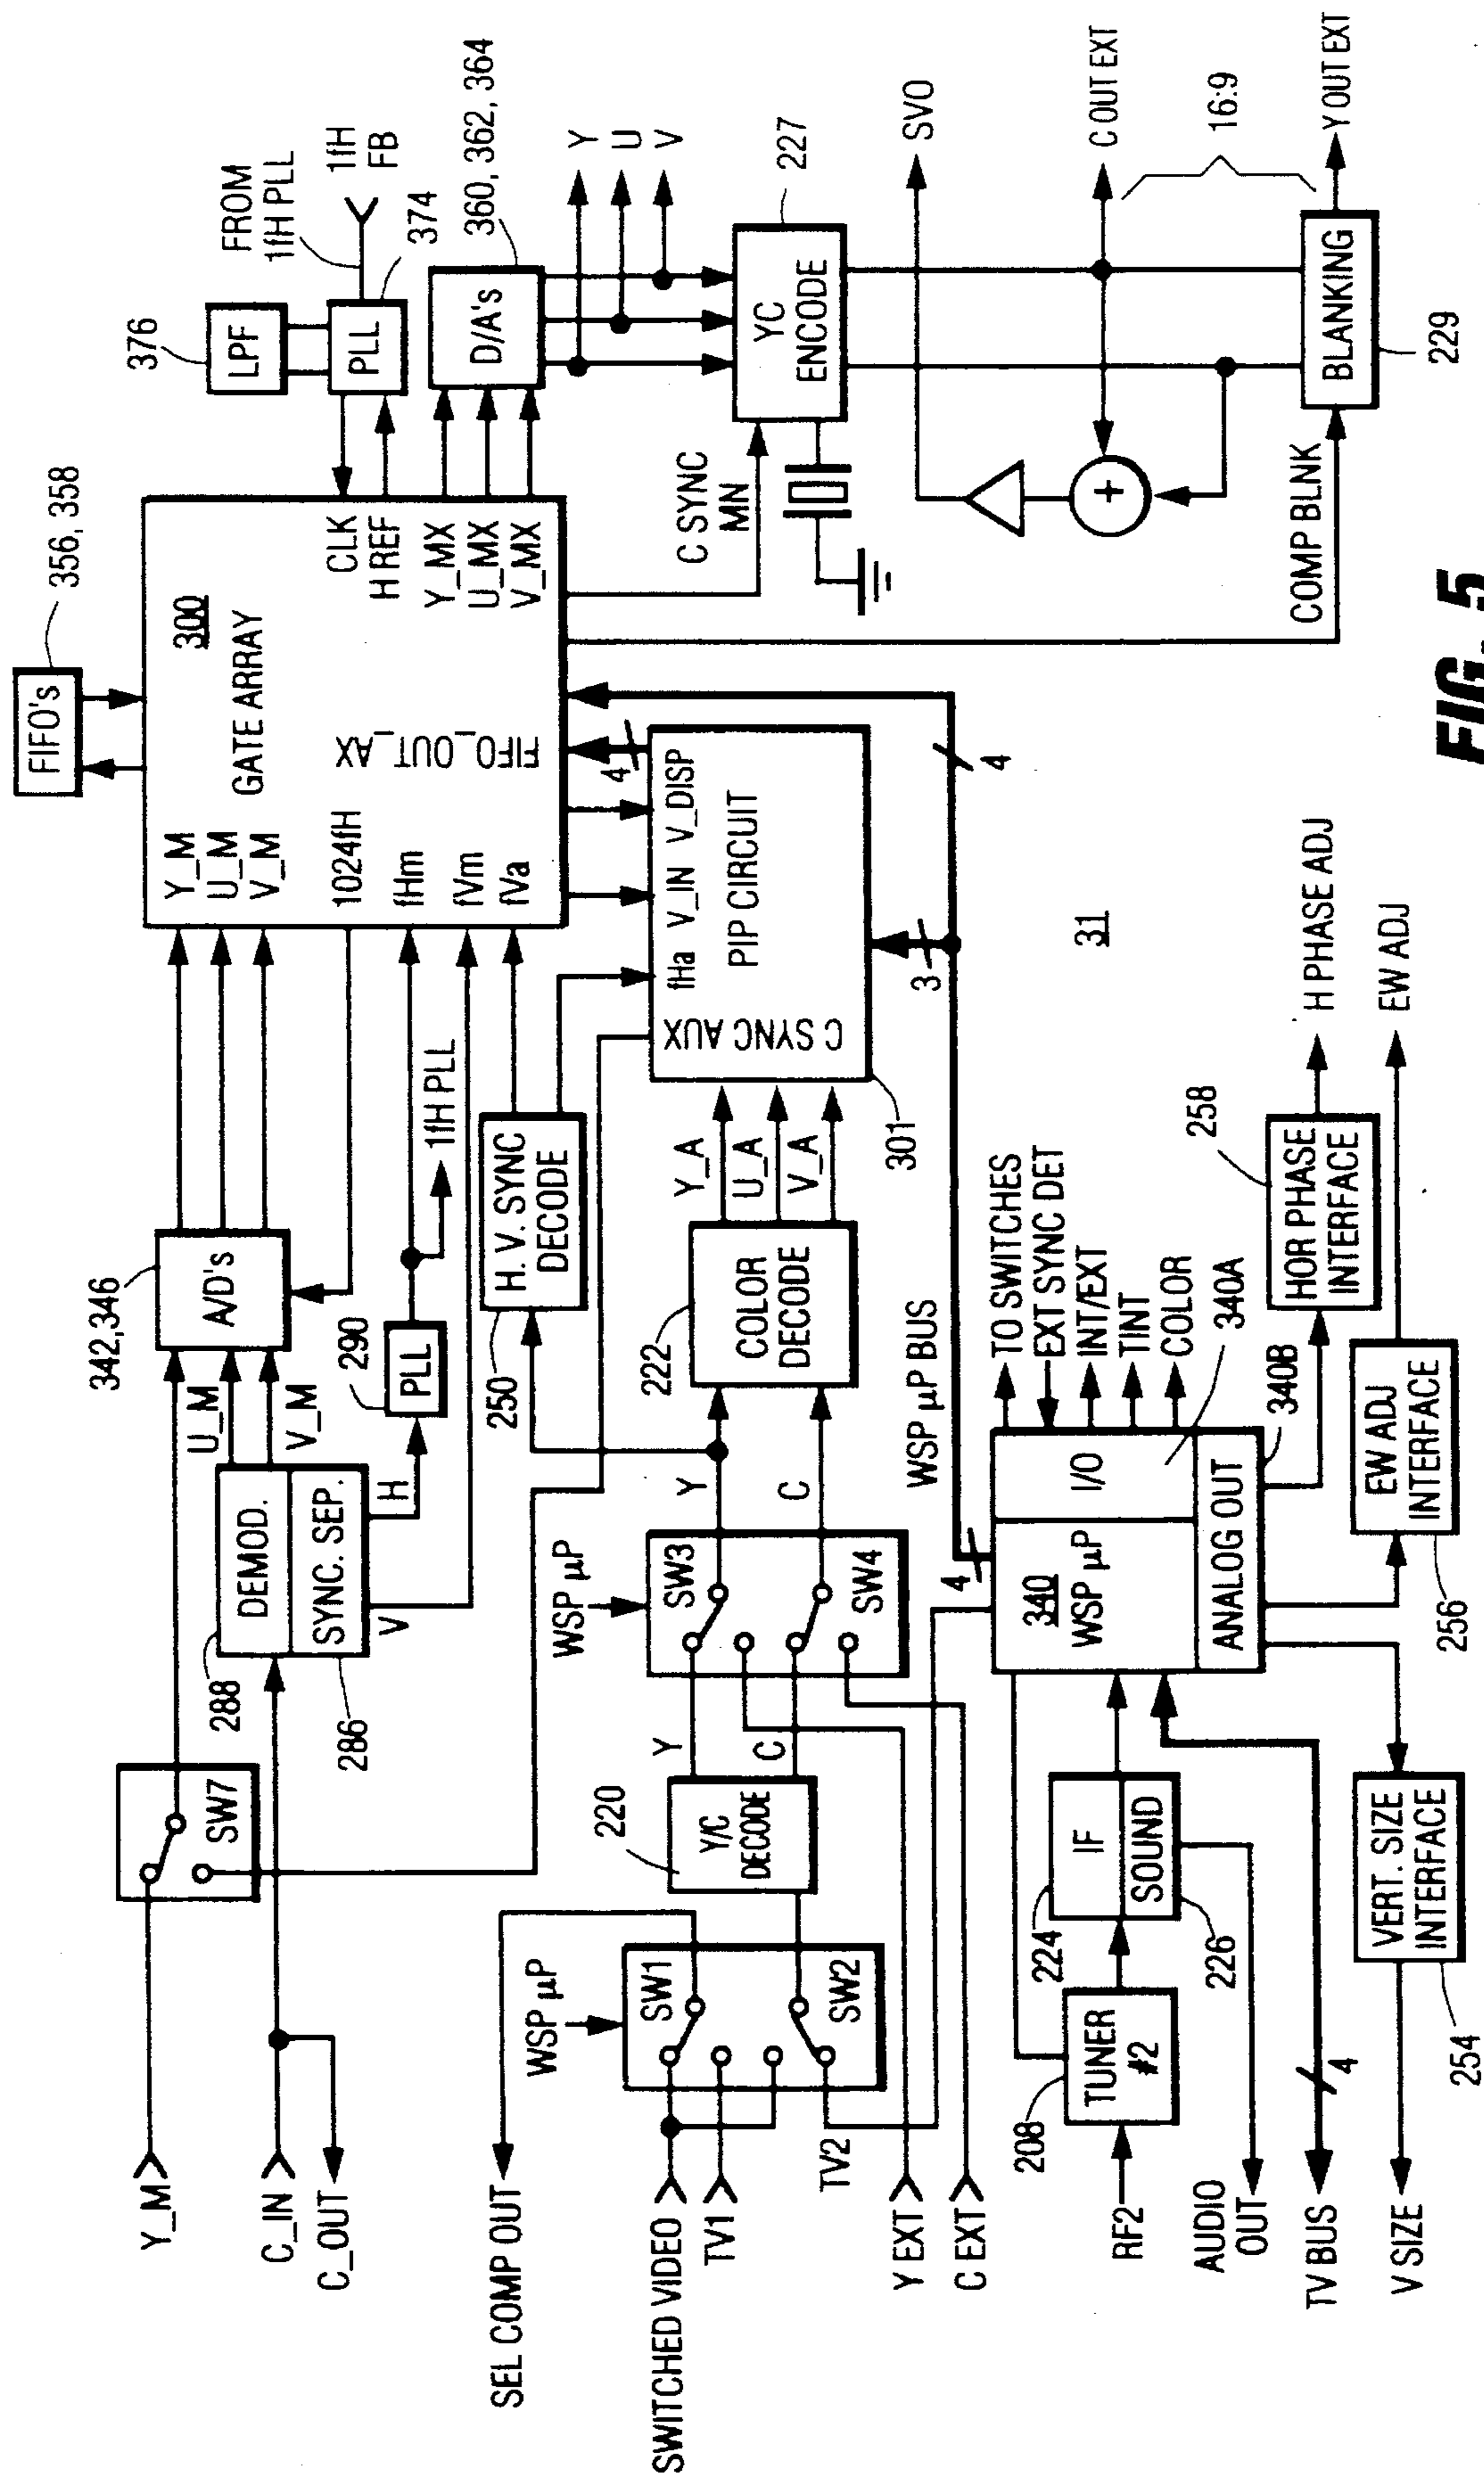 Y_M
C_IN
C_OUT
SW7
288
DEMOD.
SYNC. SEP.
286
U_M
V_M
H
V
342,346
A/D's
290
PLL
1fH PLL
FIFO's
356, 358
Y_M
U_M
V_M
1024fH
fHm
fVm
fVa
300
GATE ARRAY
FIFO_OUT_AX
CLK
H REF
Y_MX
U_MX
V_MX
376
LPF
PLL
374
FROM
1fH PLL
1fH
FB
D/A's
360, 362, 364
Y
U
V
SEL COMP OUT
SWITCHED VIDEO
TV1
TV2
Y EXT
C EXT
WSP µP
SW1
SW2
220
Y/C
DECODE
Y
C
WSP µP
SW3
SW4
Y
C
250
H. V. SYNC
DECODE
222
COLOR
DECODE
Y_A
U_A
V_A
fHa
V_IN
V_DISP
C SYNC AUX
PIP CIRCUIT
301
4
3
4
C SYNC
MN
YC
ENCODE
227
SVO
+
C OUT EXT
16:9
COMP BLNK
BLANKING
229
Y OUT EXT
WSP µP BUS
4
RF2
208
TUNER
#2
224
IF
SOUND
226
AUDIO
OUT
TV BUS
4
V SIZE
340
WSP µP
I/O
ANALOG OUT
TO SWITCHES
EXT SYNC DET
INT/EXT
TINT
COLOR
340A
340B
31
258
HOR PHASE
INTERFACE
H PHASE ADJ
EW ADJ
INTERFACE
256
EW ADJ
VERT. SIZE
INTERFACE
254
FIG. 5